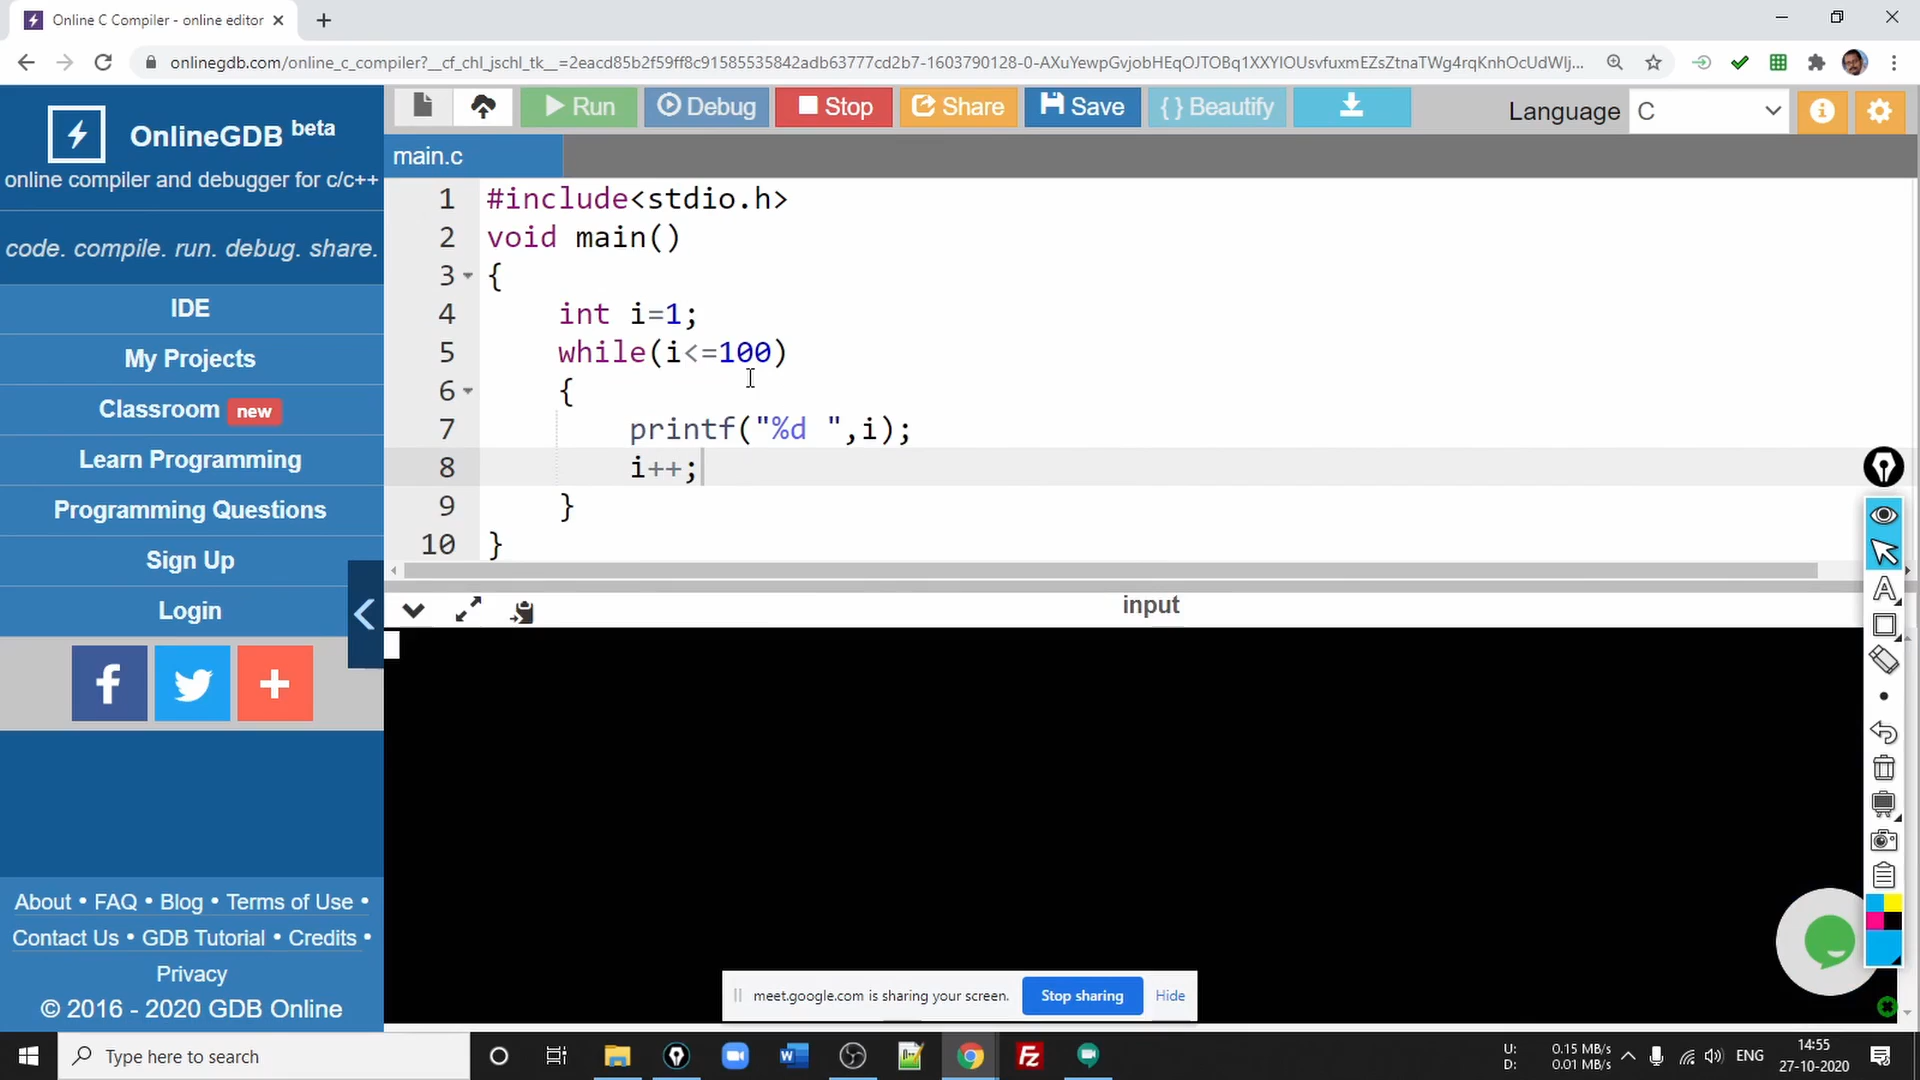 Online C Compiler - online editor
onlinegdb.com/online_c_compiler?__cf_chl_jschl_tk__=2eacd85b2f59ff8c91585535842adb63777cd2b7-1603790128-0-AXuYewpGvjobHEqOJTOBq1XXYlOUsvfuxmEZsZtnaTWg4rqKnhOcUdWIj...
OnlineGDB beta
online compiler and debugger for c/c++
code. compile. run. debug. share.
IDE
My Projects
Classroom new
Learn Programming
Programming Questions
Sign Up
Login
About • FAQ • Blog • Terms of Use •
Contact Us • GDB Tutorial • Credits •
Privacy
© 2016 - 2020 GDB Online
Run Debug Stop Share Save { } Beautify Language C
main.c
1 #include<stdio.h>
2 void main()
3 {
4 int i=1;
5 while(i<=100)
6 {
7 printf("%d ",i);
8 i++;
9 }
10 }
input
meet.google.com is sharing your screen. Stop sharing Hide
Type here to search
U: 0.15 MB/s
D: 0.01 MB/s
ENG
14:55
27-10-2020